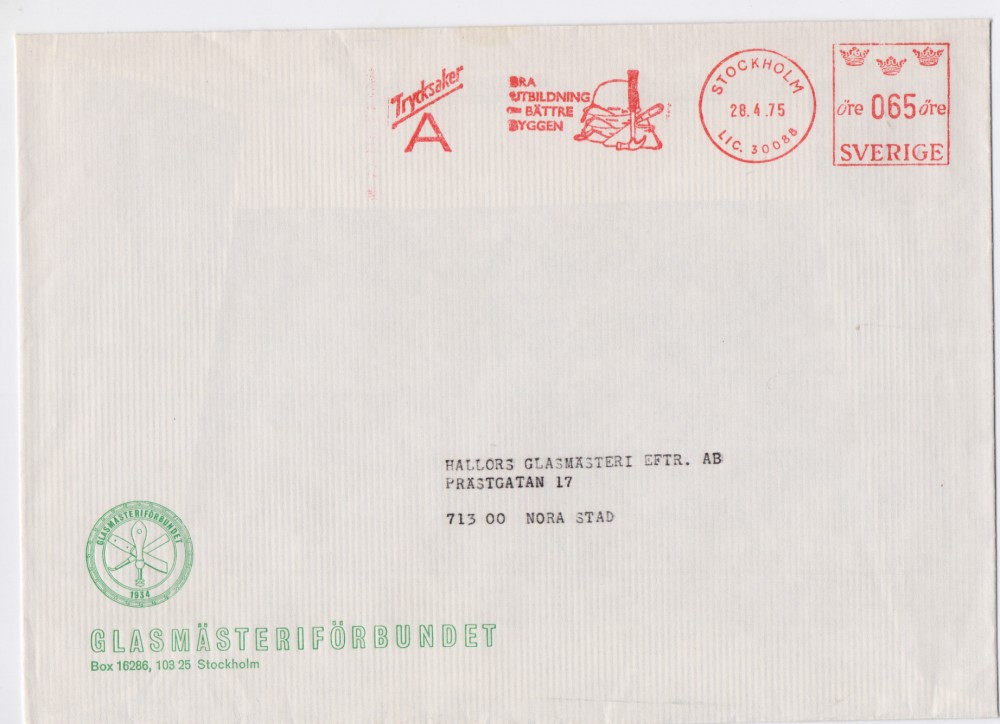 Trycksaker
A
BRA
UTBILDNING
- BÄTTRE
BYGGEN
STOCKHOLM
28.4.75
LIC. 30088
öre 065 öre
SVERIGE
HALLORS GLASMÄSTERI EFTR. AB
PRÄSTGATAN 17
713 00 NORA STAD
GLASMÄSTERIFÖRBUNDET
1934
GLASMÄSTERIFÖRBUNDET
Box 16286, 103 25 Stockholm